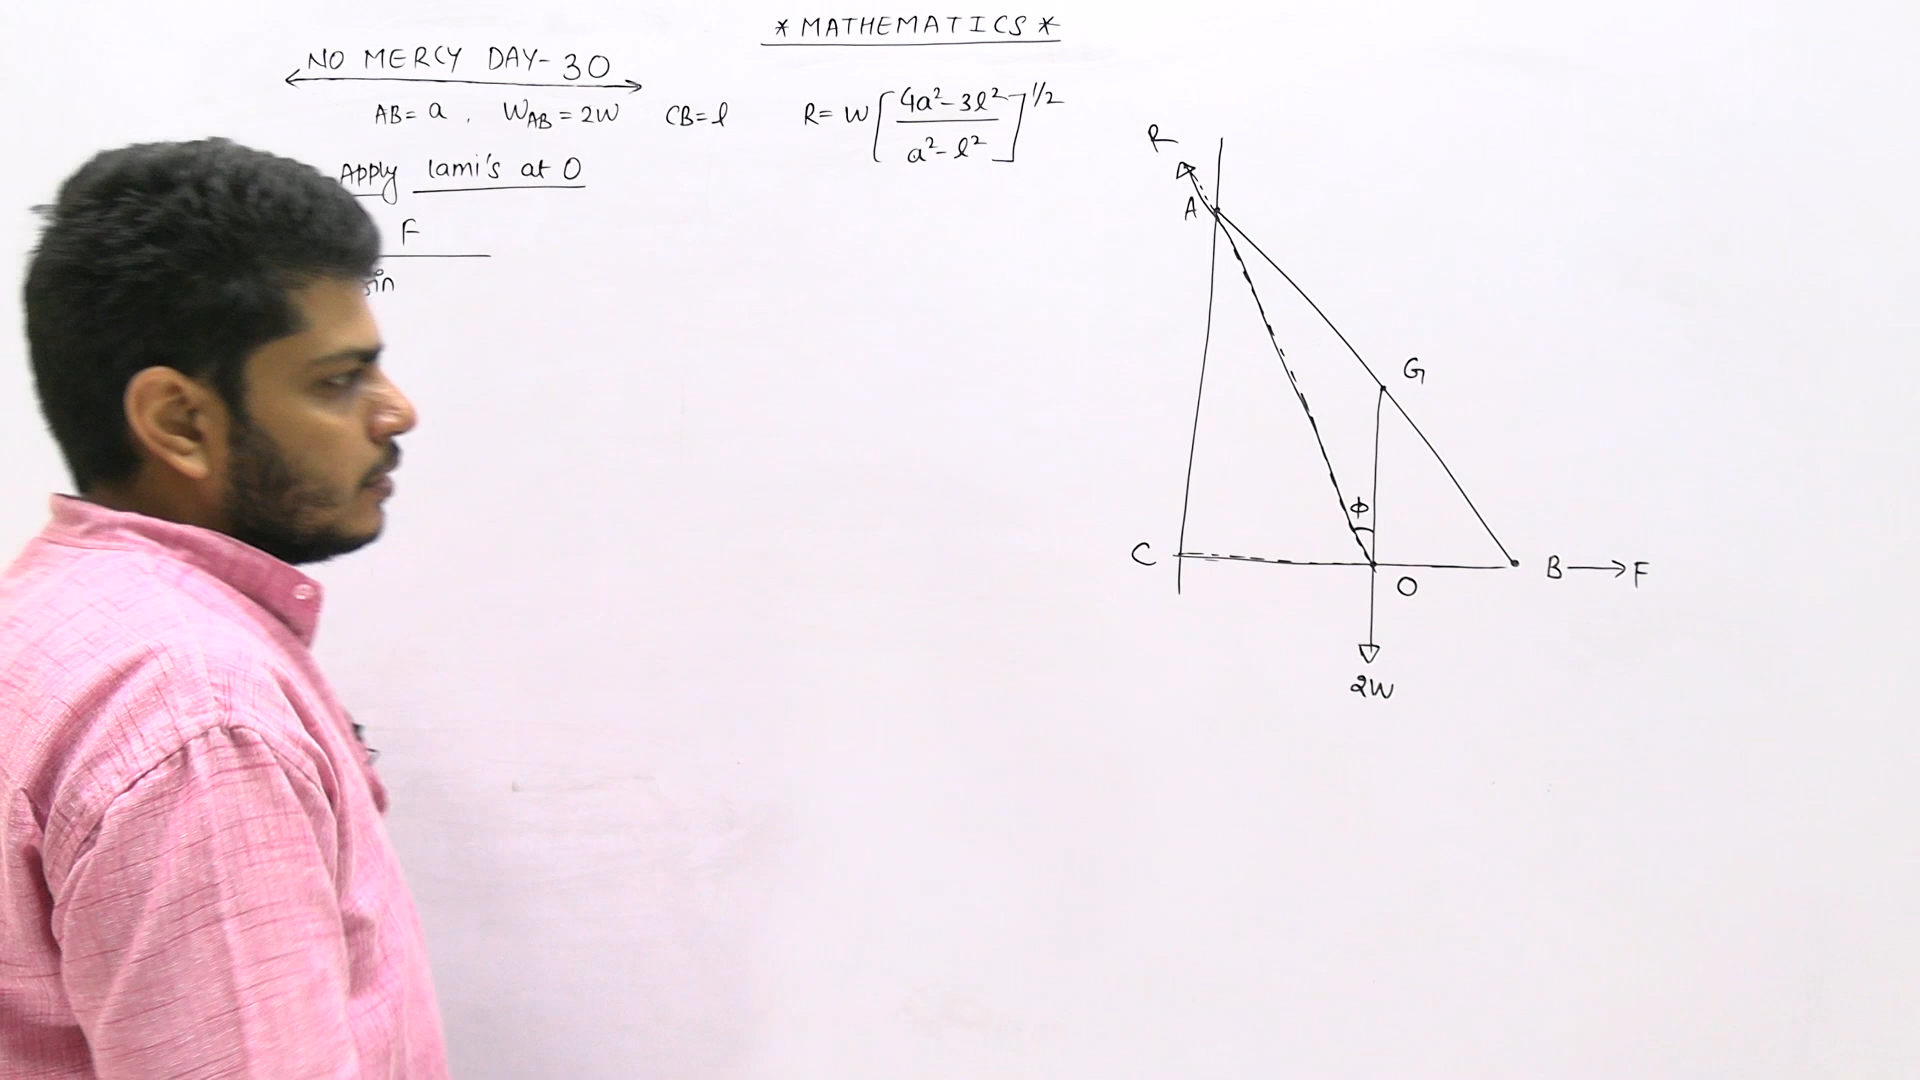 * MATHEMATICS *
NO MERCY DAY- 30
AB= a , W_AB = 2W CB= l R= W[(4a²-3l²)/(a²-l²)]^1/2
Apply lami's at O
F
sin
R
A
G
ϕ
C
O
B → F
2W